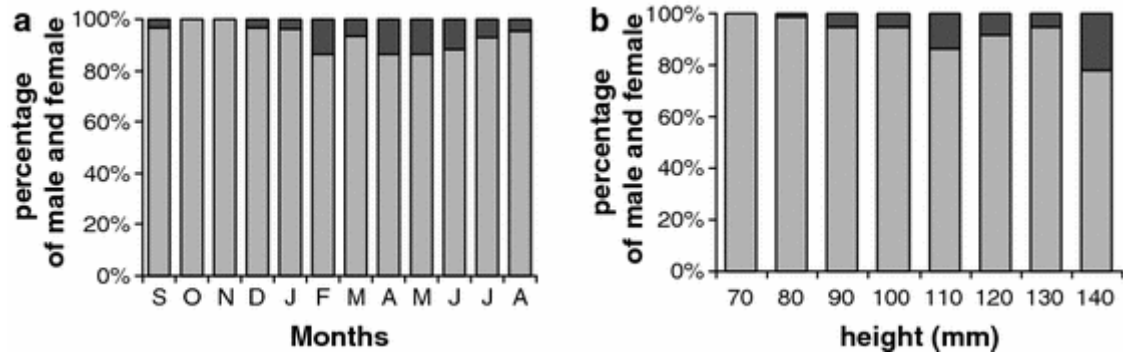 a
percentage
of male and female
100%
80%
60%
40%
20%
0%
S O N D J F M A M J J A
Months
b
percentage
of male and female
100%
80%
60%
40%
20%
0%
70 80 90 100 110 120 130 140
height (mm)